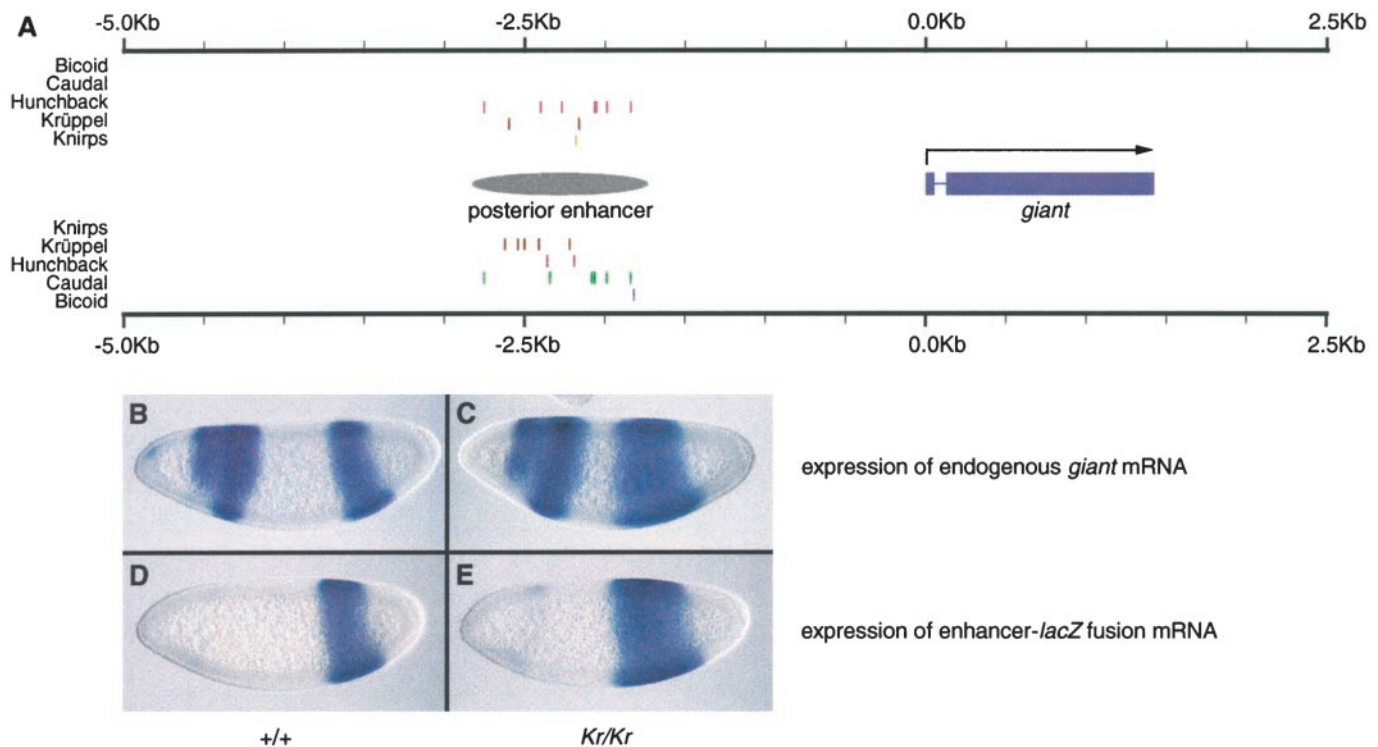 A
-5.0Kb -2.5Kb 0.0Kb 2.5Kb
Bicoid
Caudal
Hunchback
Krüppel
Knirps
posterior enhancer
giant
Knirps
Krüppel
Hunchback
Caudal
Bicoid
-5.0Kb -2.5Kb 0.0Kb 2.5Kb
B C
expression of endogenous giant mRNA
D E
expression of enhancer-lacZ fusion mRNA
+/+ Kr/Kr